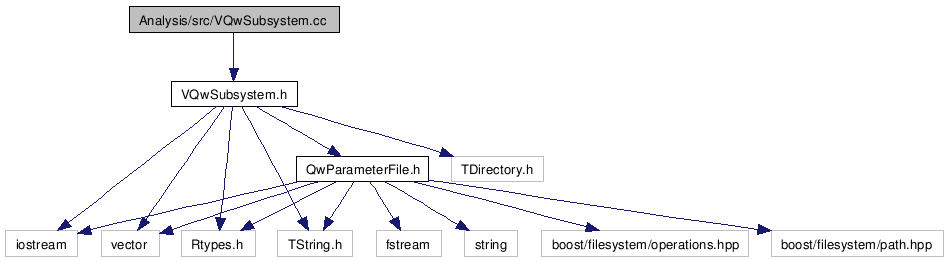 Analysis/src/VQwSubsystem.cc
VQwSubsystem.h
QwParameterFile.h
TDirectory.h
iostream
vector
Rtypes.h
TString.h
fstream
string
boost/filesystem/operations.hpp
boost/filesystem/path.hpp